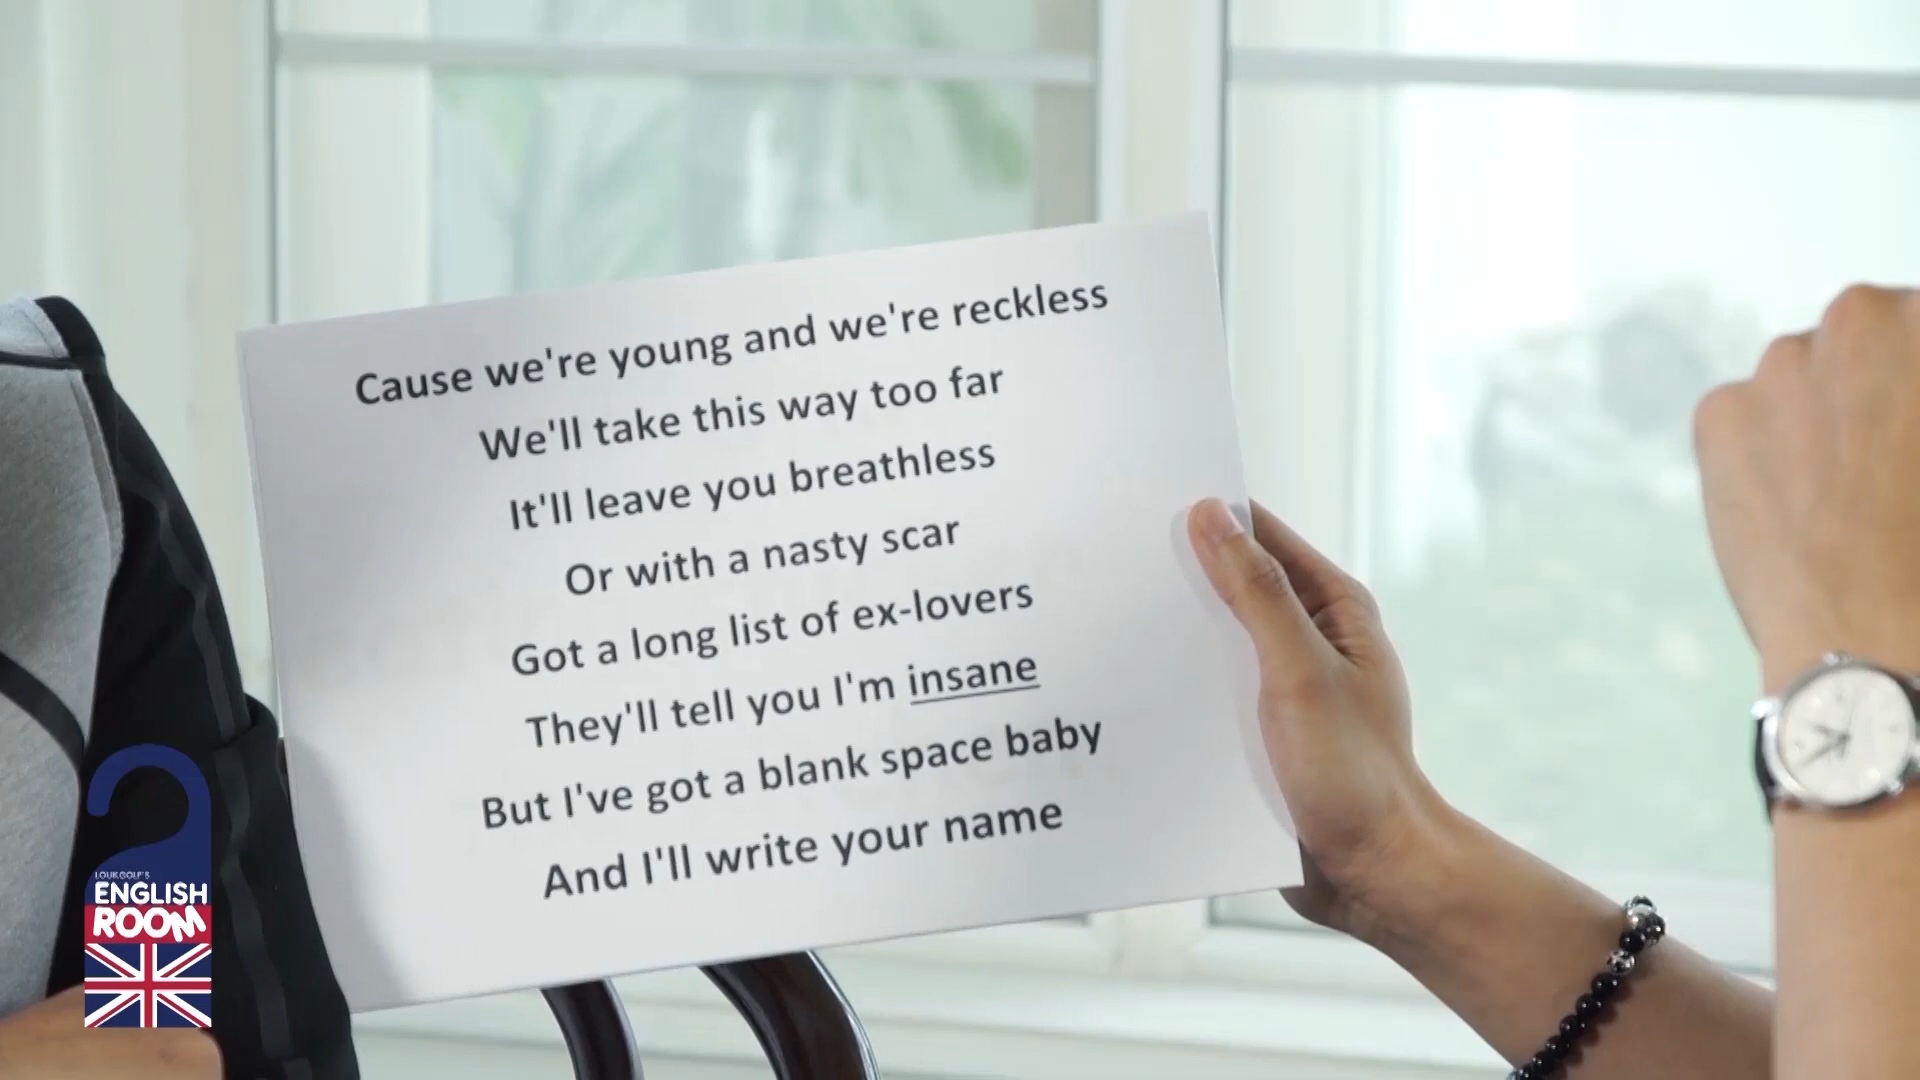 Cause we're young and we're reckless
We'll take this way too far
It'll leave you breathless
Or with a nasty scar
Got a long list of ex-lovers
They'll tell you I'm insane
But I've got a blank space baby
And I'll write your name
LOUKGOLF'S
ENGLISH
ROOM